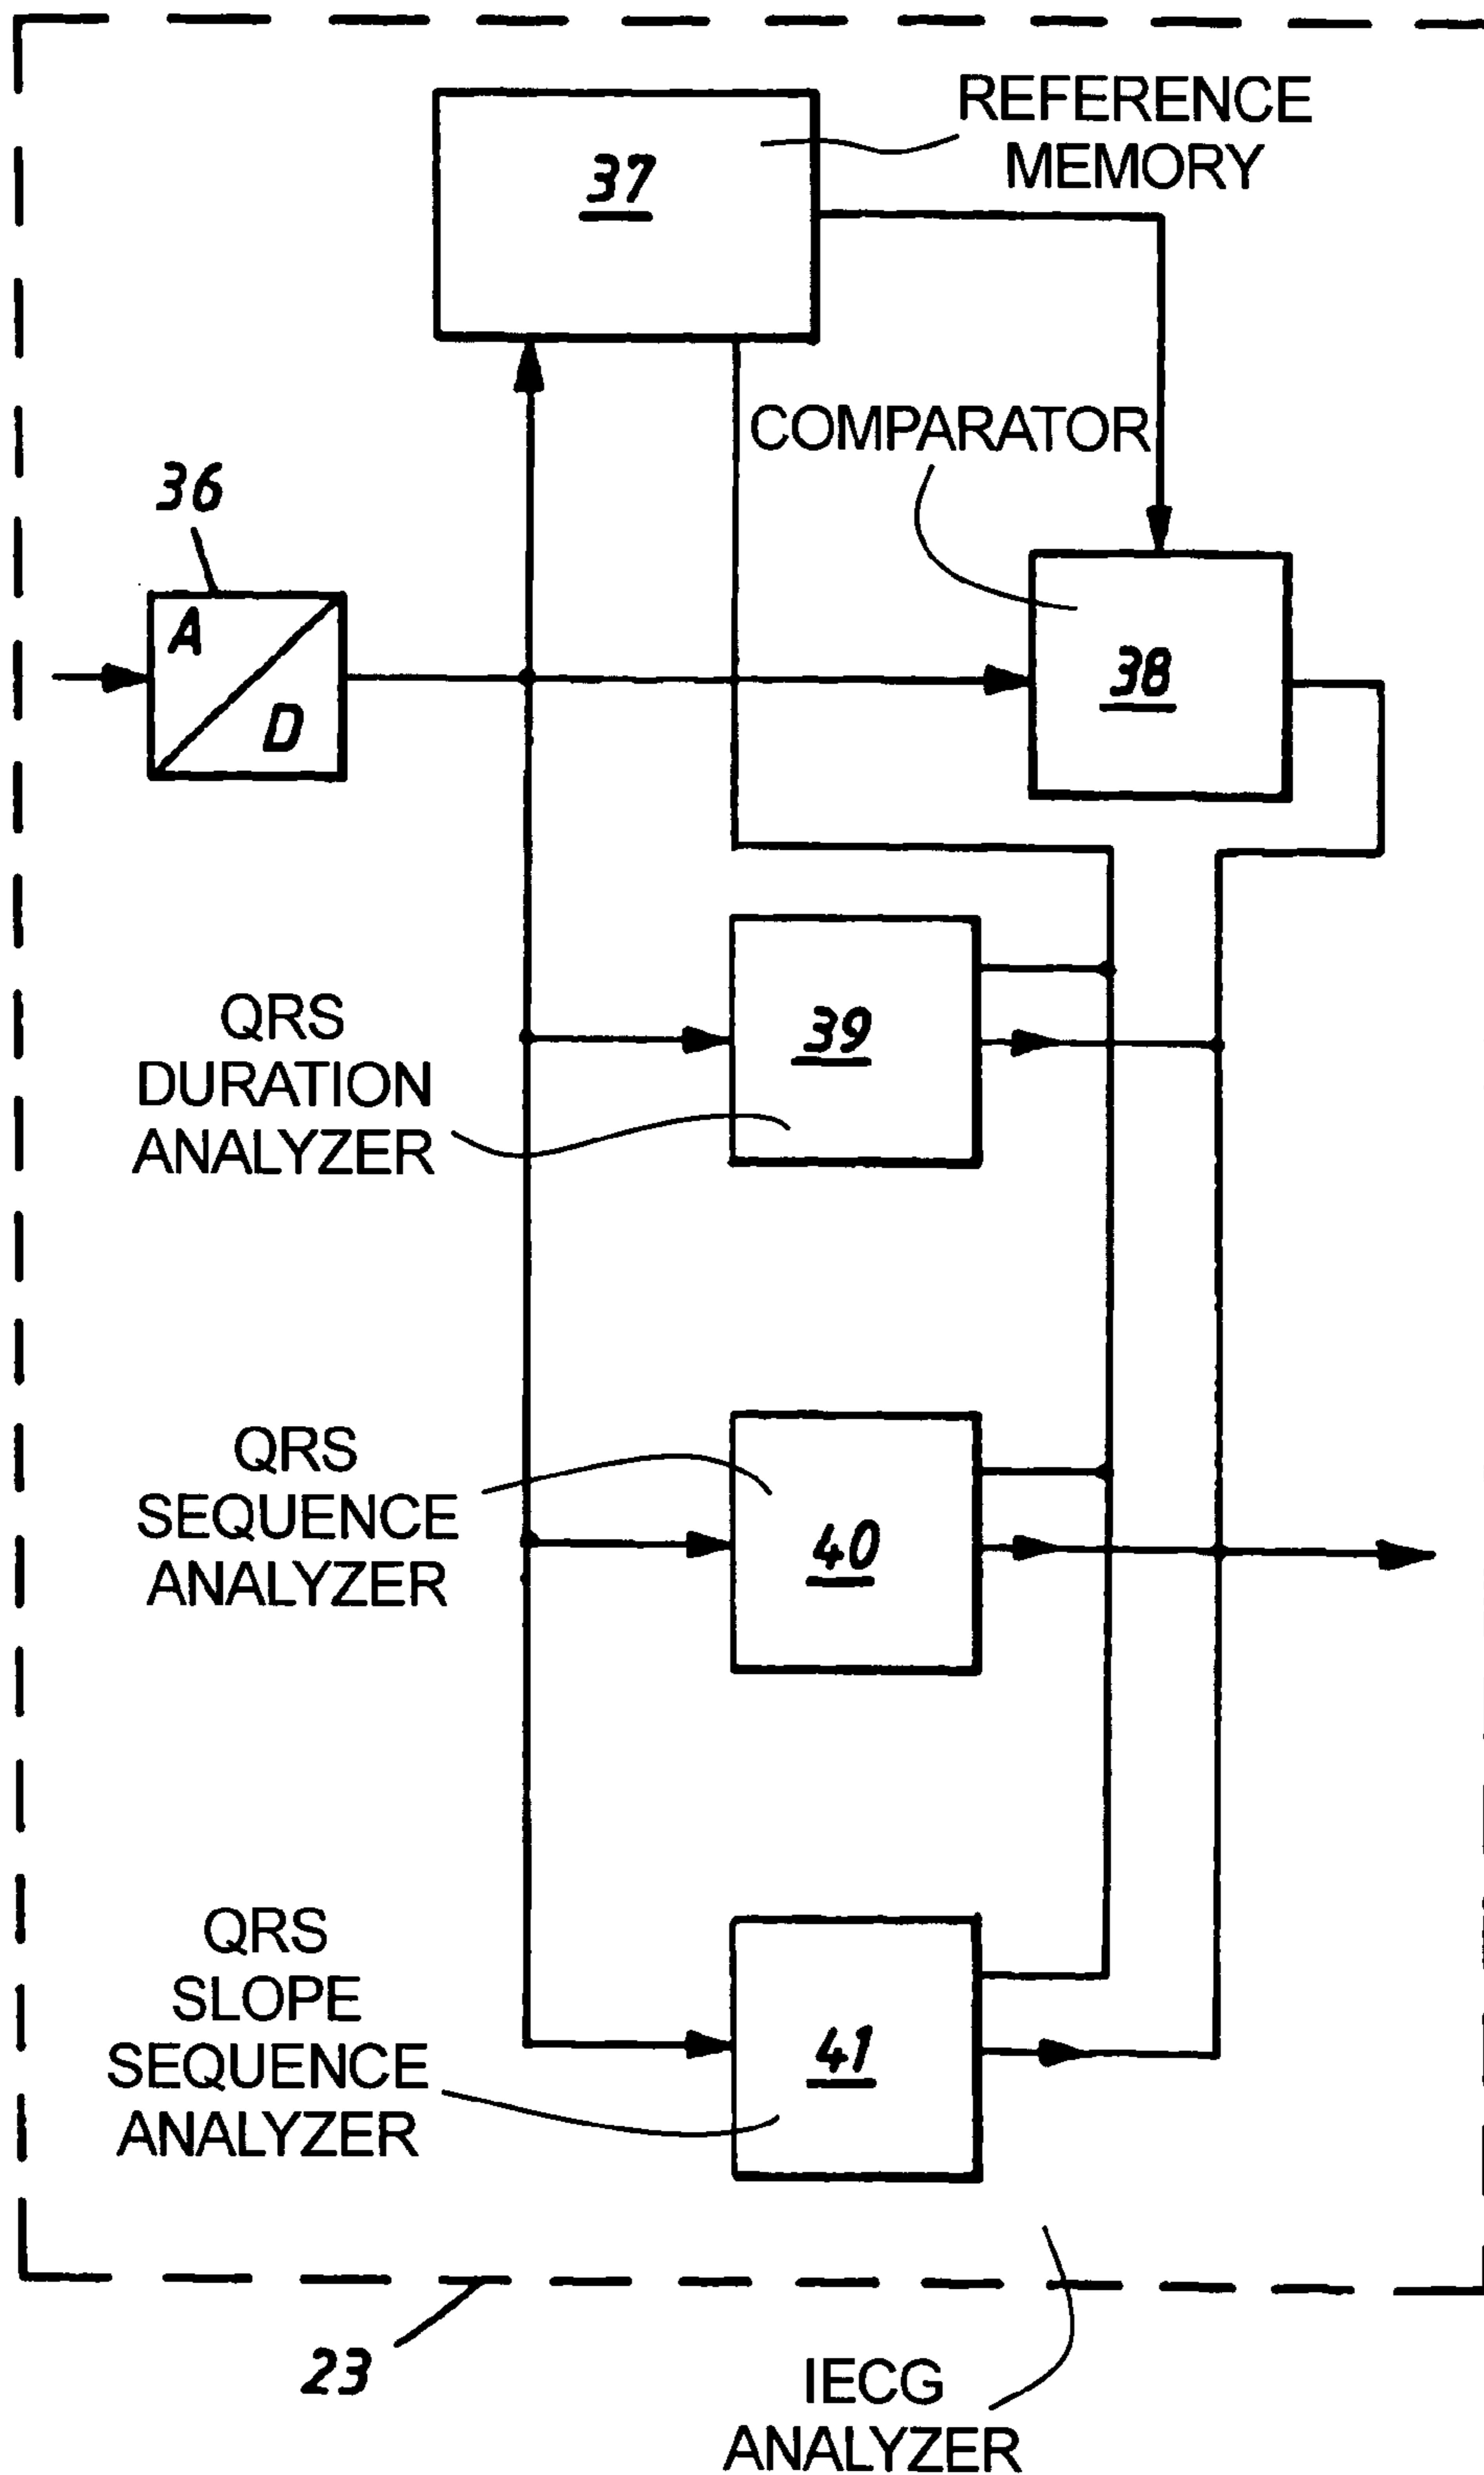 REFERENCE
MEMORY
37
COMPARATOR
36
A
D
38
QRS
DURATION
ANALYZER
39
QRS
SEQUENCE
ANALYZER
40
QRS
SLOPE
SEQUENCE
ANALYZER
41
23
IECG
ANALYZER